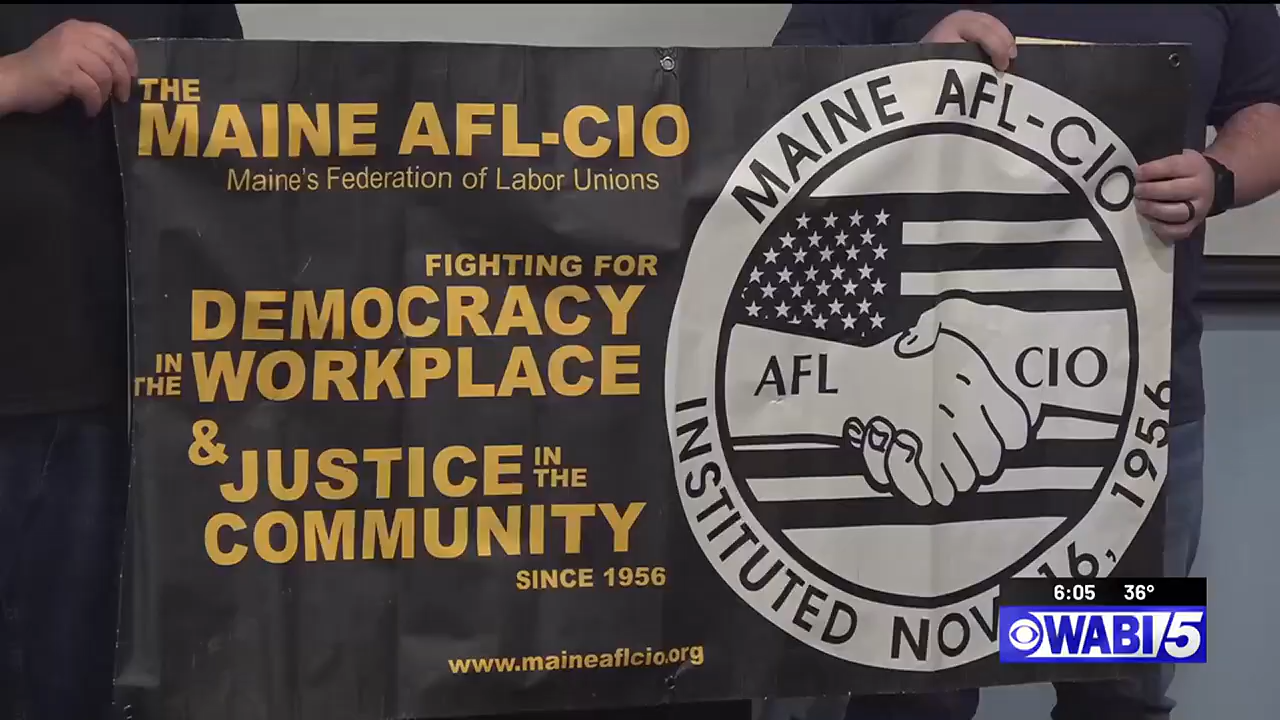 THE
MAINE AFL-CIO
Maine's Federation of Labor Unions
FIGHTING FOR
DEMOCRACY
IN THE WORKPLACE
& JUSTICE IN THE
COMMUNITY
SINCE 1956
www.maineaflcio.org
MAINE AFL-CIO
AFL CIO
INSTITUTED NOV 16, 1956
6:05 36°
WABI 5